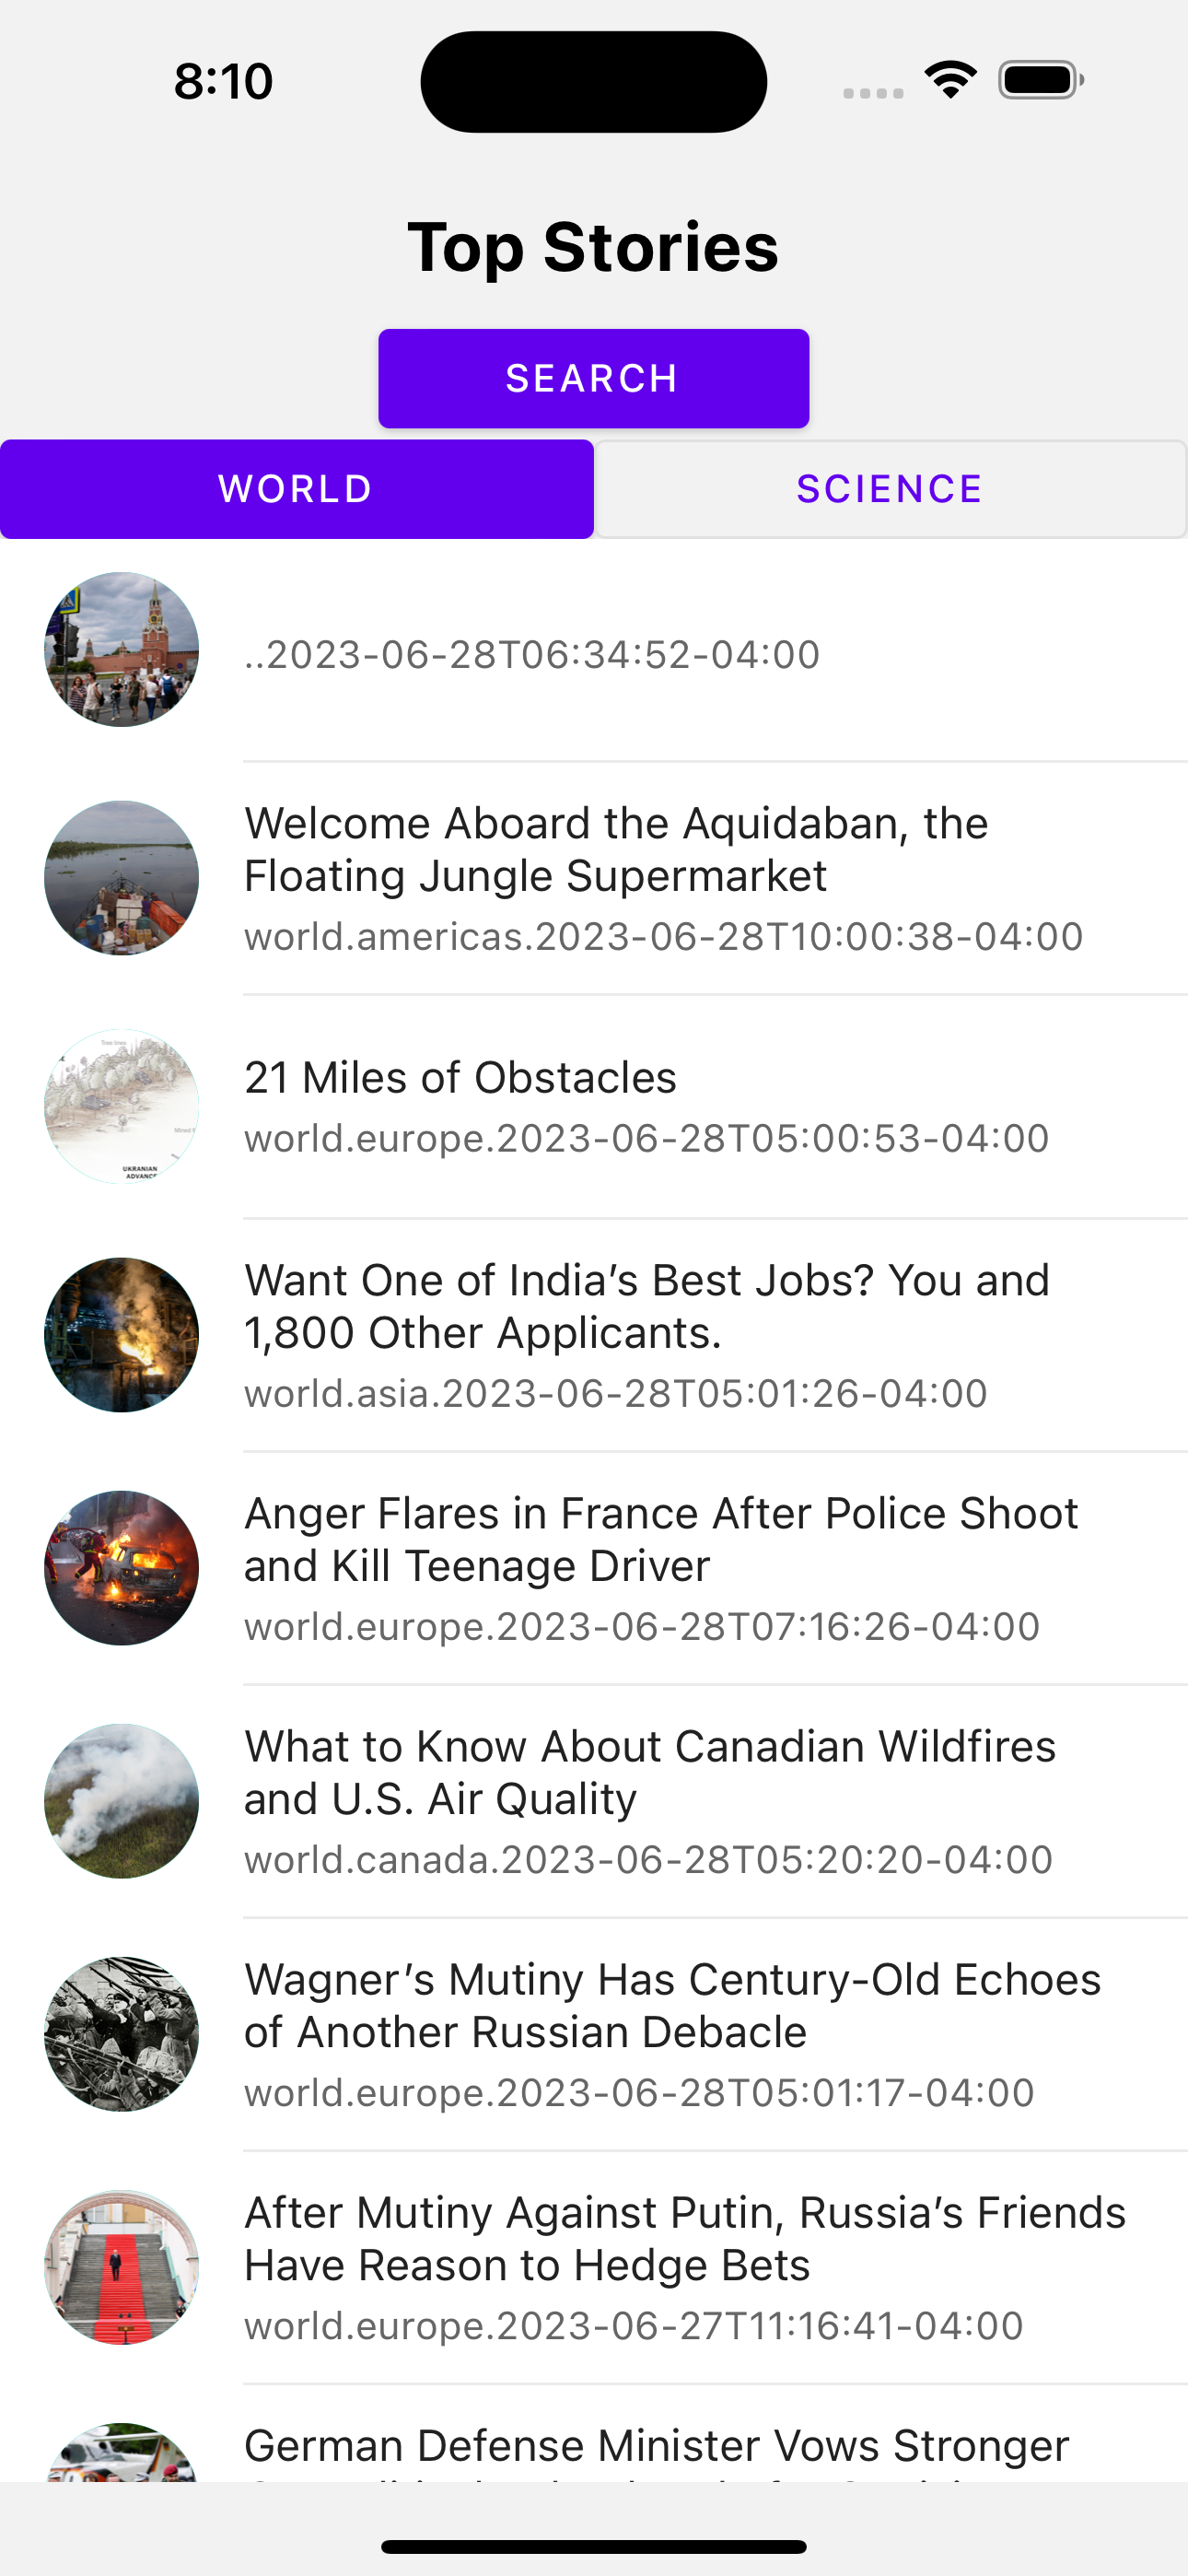 8:10
Top Stories
SEARCH
WORLD
SCIENCE
..2023-06-28T06:34:52-04:00
Welcome Aboard the Aquidaban, the
Floating Jungle Supermarket
world.americas.2023-06-28T10:00:38-04:00
Tree lines
UKRANIAN
21 Miles of Obstacles
world.europe.2023-06-28T05:00:53-04:00
Want One of India’s Best Jobs? You and
1,800 Other Applicants.
world.asia.2023-06-28T05:01:26-04:00
Anger Flares in France After Police Shoot
and Kill Teenage Driver
world.europe.2023-06-28T07:16:26-04:00
What to Know About Canadian Wildfires
and U.S. Air Quality
world.canada.2023-06-28T05:20:20-04:00
Wagner’s Mutiny Has Century-Old Echoes
of Another Russian Debacle
world.europe.2023-06-28T05:01:17-04:00
After Mutiny Against Putin, Russia’s Friends
Have Reason to Hedge Bets
world.europe.2023-06-27T11:16:41-04:00
German Defense Minister Vows Stronger